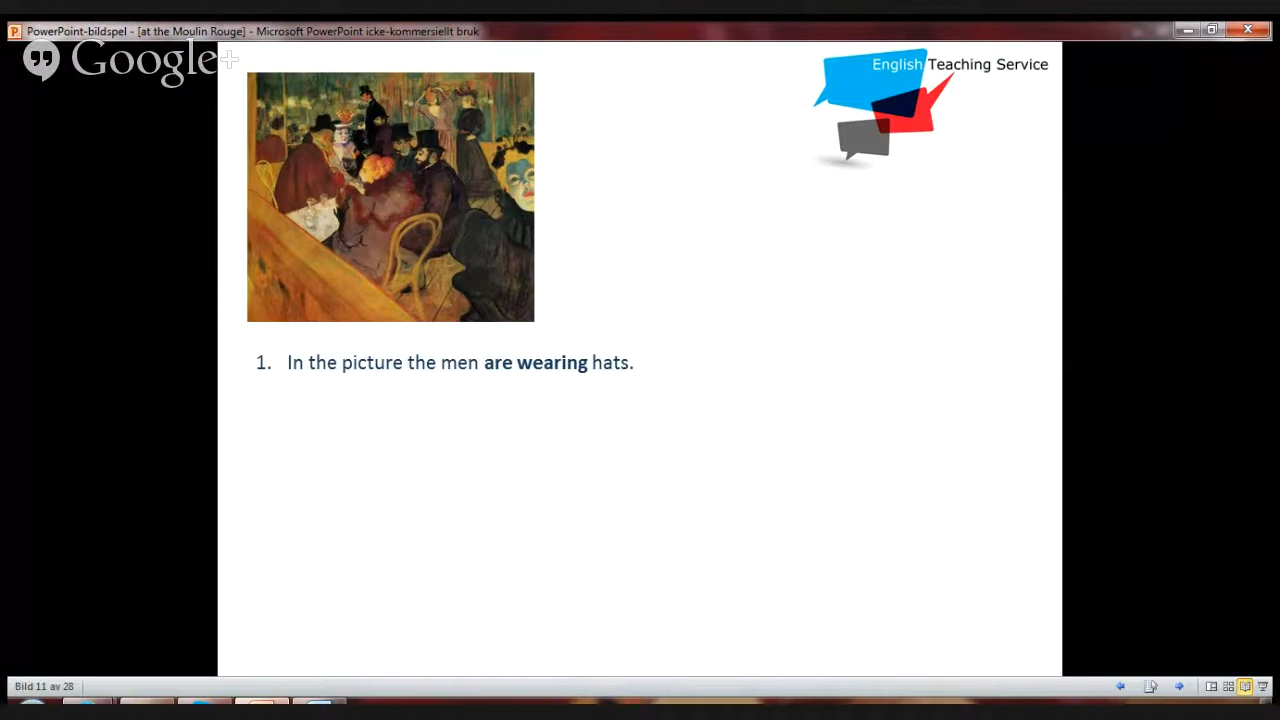 PowerPoint-bildspel - [at the Moulin Rouge] - Microsoft PowerPoint icke-kommersiellt bruk
Google+
English Teaching Service
1. In the picture the men are wearing hats.
Bild 11 av 28